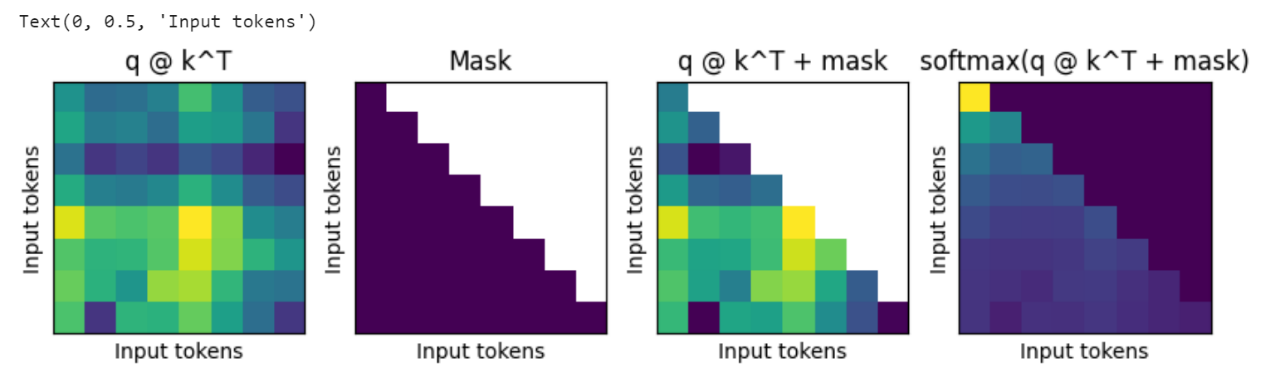 Text(0, 0.5, 'Input tokens')
q @ k^T
Mask
q @ k^T + mask
softmax(q @ k^T + mask)
Input tokens
Input tokens
Input tokens
Input tokens
Input tokens
Input tokens
Input tokens
Input tokens